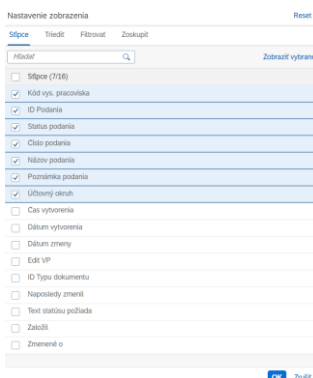 Nastavenie zobrazenia Reset
Stĺpce Triediť Filtrovať Zoskupiť
Hľadať Zobraziť vybrané
Stĺpce (7/16)
Kód vys. pracoviska
ID Podania
Status podania
Číslo podania
Názov podania
Poznámka podania
Účtovný okruh
Čas vytvorenia
Dátum vytvorenia
Dátum zmeny
Edit VP
ID Typu dokumentu
Naposledy zmenil
Text statúsu požiada
Založil
Zmenené o
OK Zrušiť